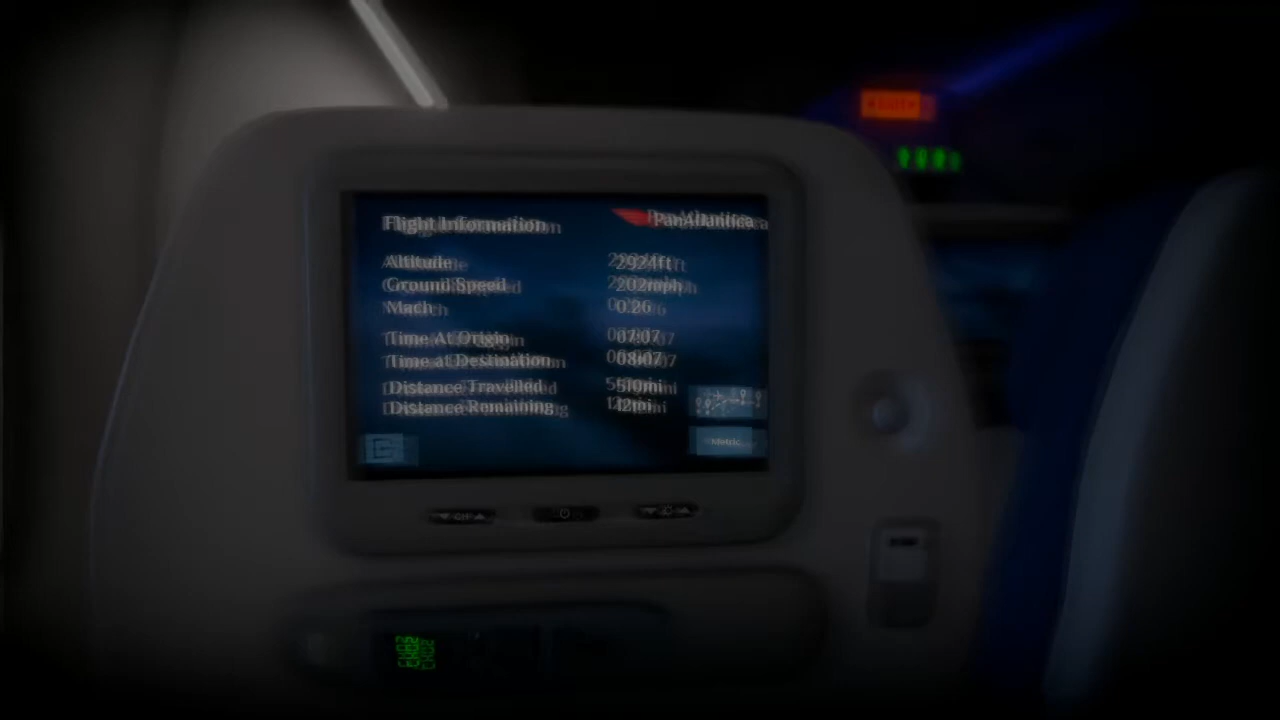 Flight Information
PanAtlantica
Altitude 2924ft
Ground Speed 202mph
Mach 0.26
Time At Origin 07:07
Time at Destination 08:07
Distance Travelled
Distance Remaining 12mi
Metric